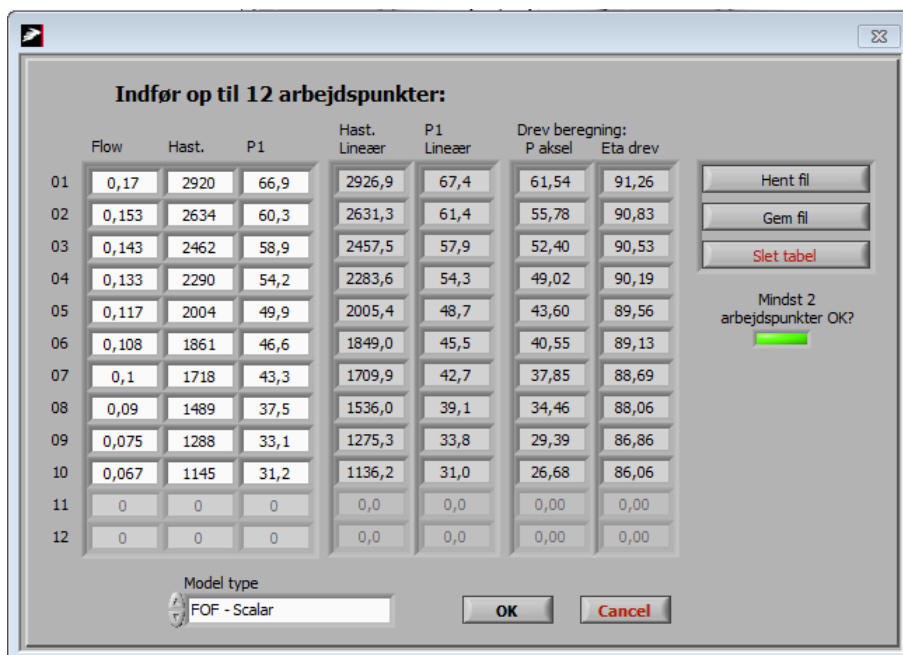 Indfør op til 12 arbejdspunkter:
Hast. P1 Drev beregning:
Flow Hast. P1 Lineær Lineær P aksel Eta drev
01 0,17 2920 66,9 2926,9 67,4 61,54 91,26 Hent fil
02 0,153 2634 60,3 2631,3 61,4 55,78 90,83 Gem fil
03 0,143 2462 58,9 2457,5 57,9 52,40 90,53 Slet tabel
04 0,133 2290 54,2 2283,6 54,3 49,02 90,19 Mindst 2
05 0,117 2004 49,9 2005,4 48,7 43,60 89,56 arbejdspunkter OK?
06 0,108 1861 46,6 1849,0 45,5 40,55 89,13
07 0,1 1718 43,3 1709,9 42,7 37,85 88,69
08 0,09 1489 37,5 1536,0 39,1 34,46 88,06
09 0,075 1288 33,1 1275,3 33,8 29,39 86,86
10 0,067 1145 31,2 1136,2 31,0 26,68 86,06
11 0 0 0 0,0 0,0 0,00 0,00
12 0 0 0 0,0 0,0 0,00 0,00
Model type
FOF - Scalar OK Cancel